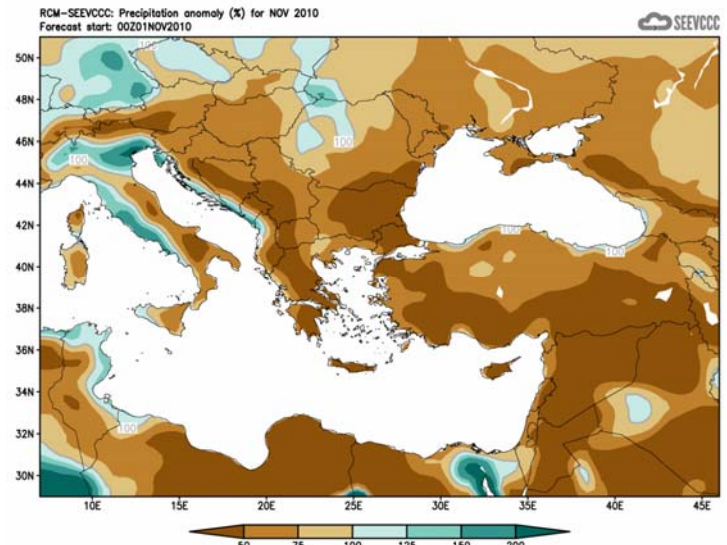 RCM-SEEVCCC: Precipitation anomaly (%) for NOV 2010
Forecast start: 00Z01NOV2010
SEEVCCC
50N
48N
46N
44N
42N
40N
38N
36N
34N
32N
30N
100
100
100
100
100
100
10E 15E 20E 25E 30E 35E 40E 45E
50 75 100 125 150 200